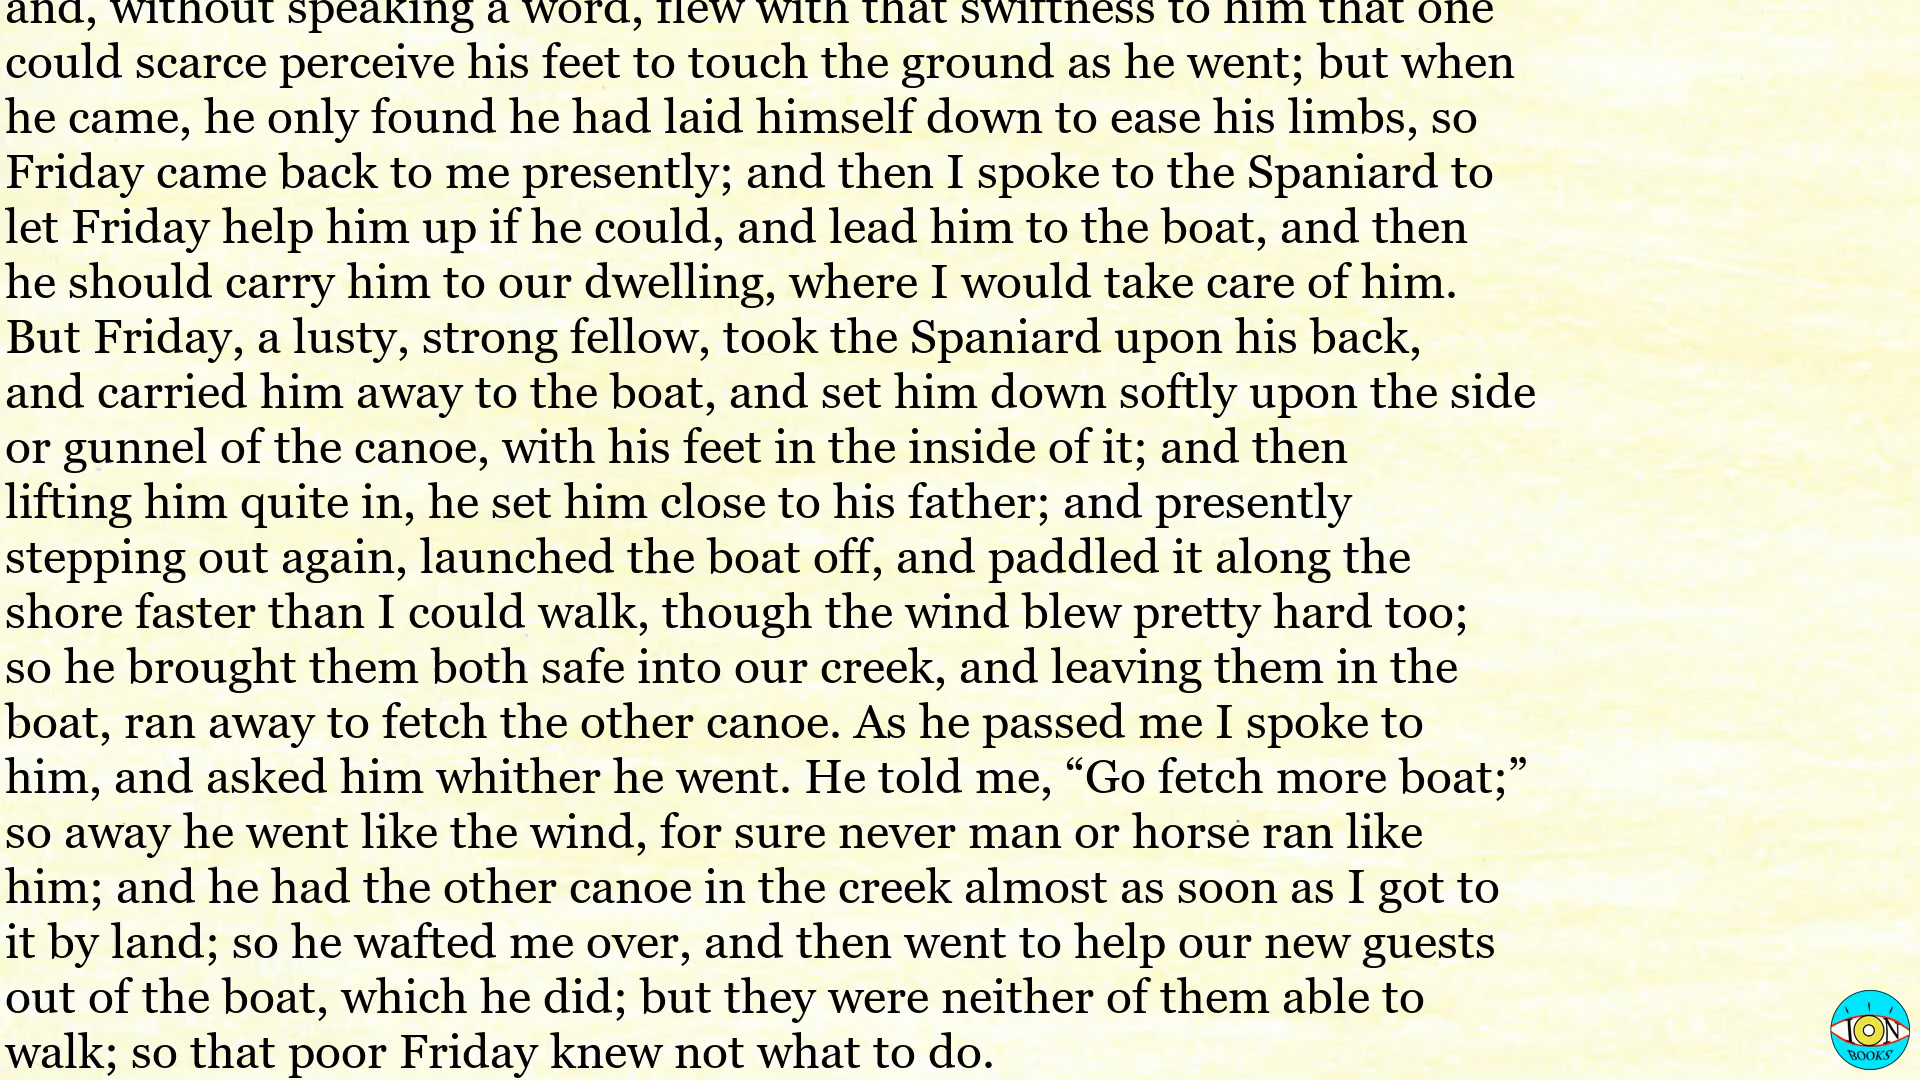 and, without speaking a word, flew with that swiftness to him that one
could scarce perceive his feet to touch the ground as he went; but when
he came, he only found he had laid himself down to ease his limbs, so
Friday came back to me presently; and then I spoke to the Spaniard to
let Friday help him up if he could, and lead him to the boat, and then
he should carry him to our dwelling, where I would take care of him.
But Friday, a lusty, strong fellow, took the Spaniard upon his back,
and carried him away to the boat, and set him down softly upon the side
or gunnel of the canoe, with his feet in the inside of it; and then
lifting him quite in, he set him close to his father; and presently
stepping out again, launched the boat off, and paddled it along the
shore faster than I could walk, though the wind blew pretty hard too;
so he brought them both safe into our creek, and leaving them in the
boat, ran away to fetch the other canoe. As he passed me I spoke to
him, and asked him whither he went. He told me, “Go fetch more boat;”
so away he went like the wind, for sure never man or horse ran like
him; and he had the other canoe in the creek almost as soon as I got to
it by land; so he wafted me over, and then went to help our new guests
out of the boat, which he did; but they were neither of them able to
walk; so that poor Friday knew not what to do.
ION
BOOKS